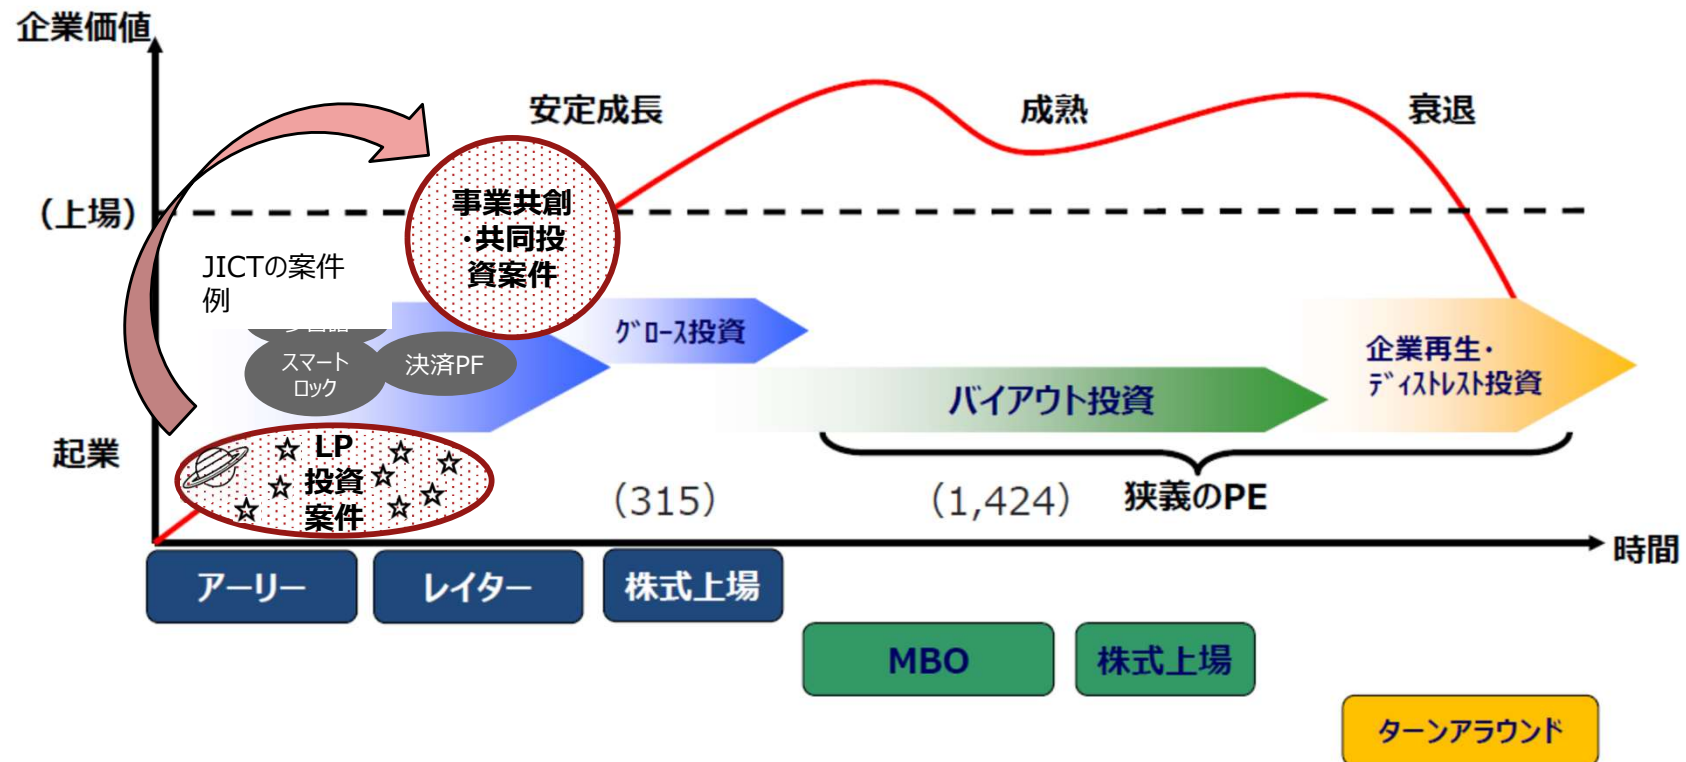 企業価値
安定成長
成熟
衰退
(上場)
事業共創
・共同投
資案件
JICTの案件
例
グロース投資
スマート
ロック
決済PF
バイアウト投資
企業再生・
ディストレスト投資
起業
LP
投資
案件
(315)
(1,424)
狭義のPE
時間
アーリー
レイター
株式上場
MBO
株式上場
ターンアラウンド